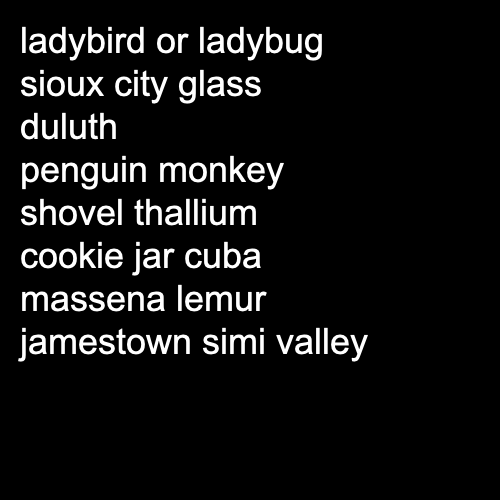 ladybird or ladybug
sioux city glass
duluth
penguin monkey
shovel thallium
cookie jar cuba
massena lemur
jamestown simi valley